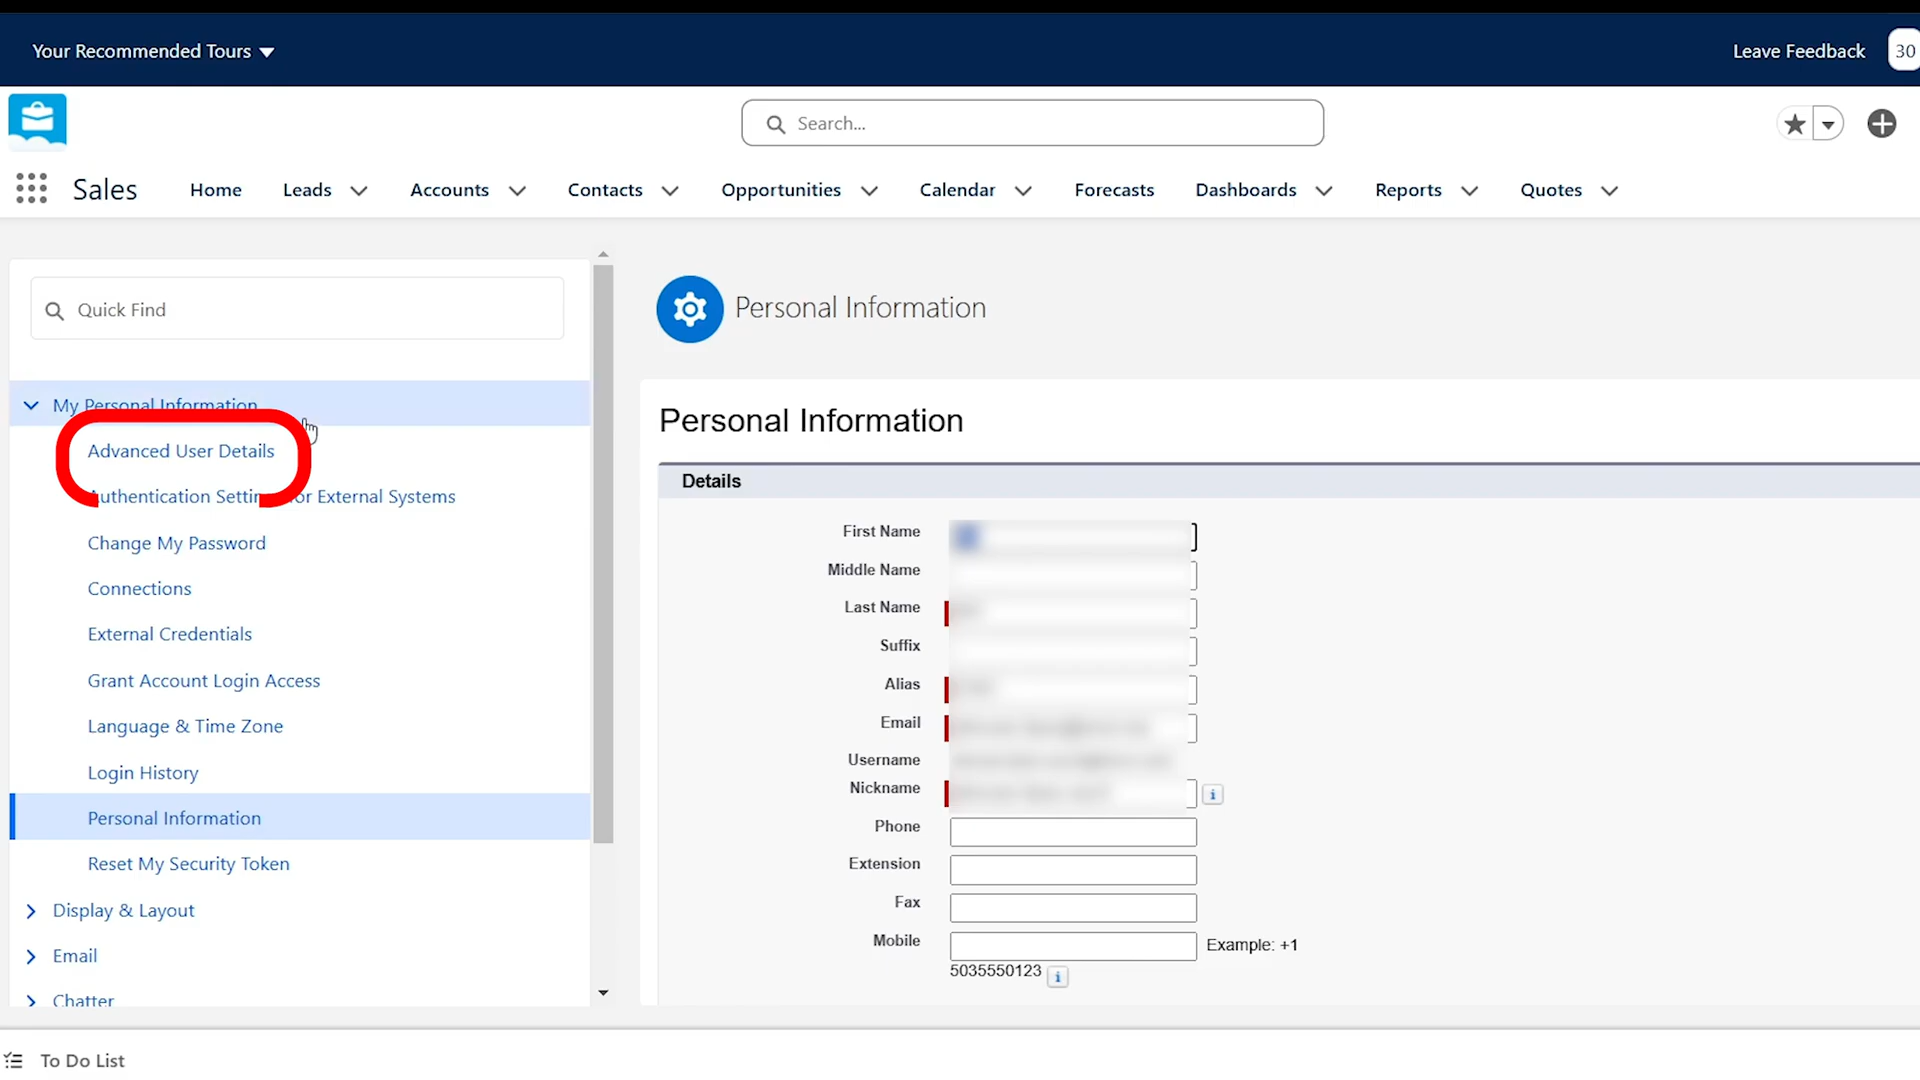 Your Recommended Tours
Leave Feedback
30
Search...
Sales
Home
Leads
Accounts
Contacts
Opportunities
Calendar
Forecasts
Dashboards
Reports
Quotes
Quick Find
My Personal Information
Advanced User Details
Authentication Settings for External Systems
Change My Password
Connections
External Credentials
Grant Account Login Access
Language & Time Zone
Login History
Personal Information
Reset My Security Token
Display & Layout
Email
Chatter
Personal Information
Personal Information
Details
First Name
Middle Name
Last Name
Suffix
Alias
Email
Username
Nickname
Phone
Extension
Fax
Mobile
Example: +1
5035550123
To Do List